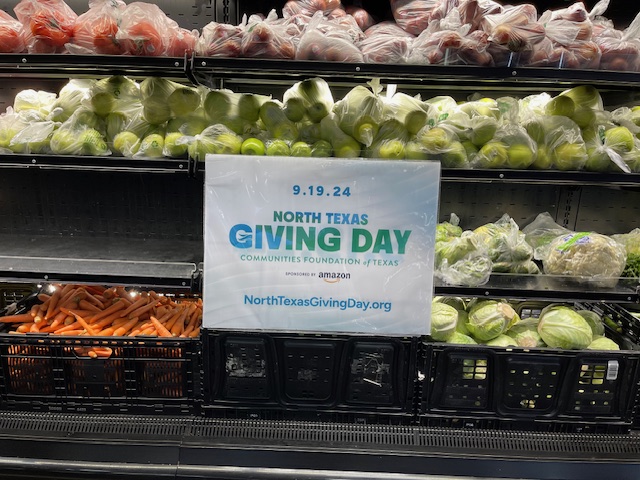 9.19.24
NORTH TEXAS
GIVING DAY
COMMUNITIES FOUNDATION of TEXAS
SPONSORED BY amazon
NorthTexasGivingDay.org